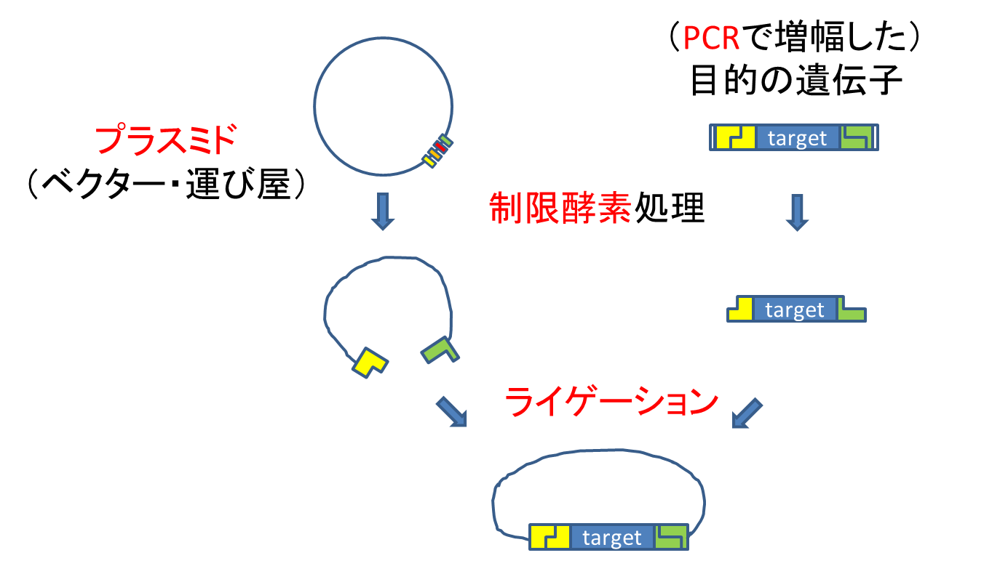 (PCRで増幅した)
目的の遺伝子
プラスミド
(ベクター・運び屋)
target
制限酵素処理
target
ライゲーション
target